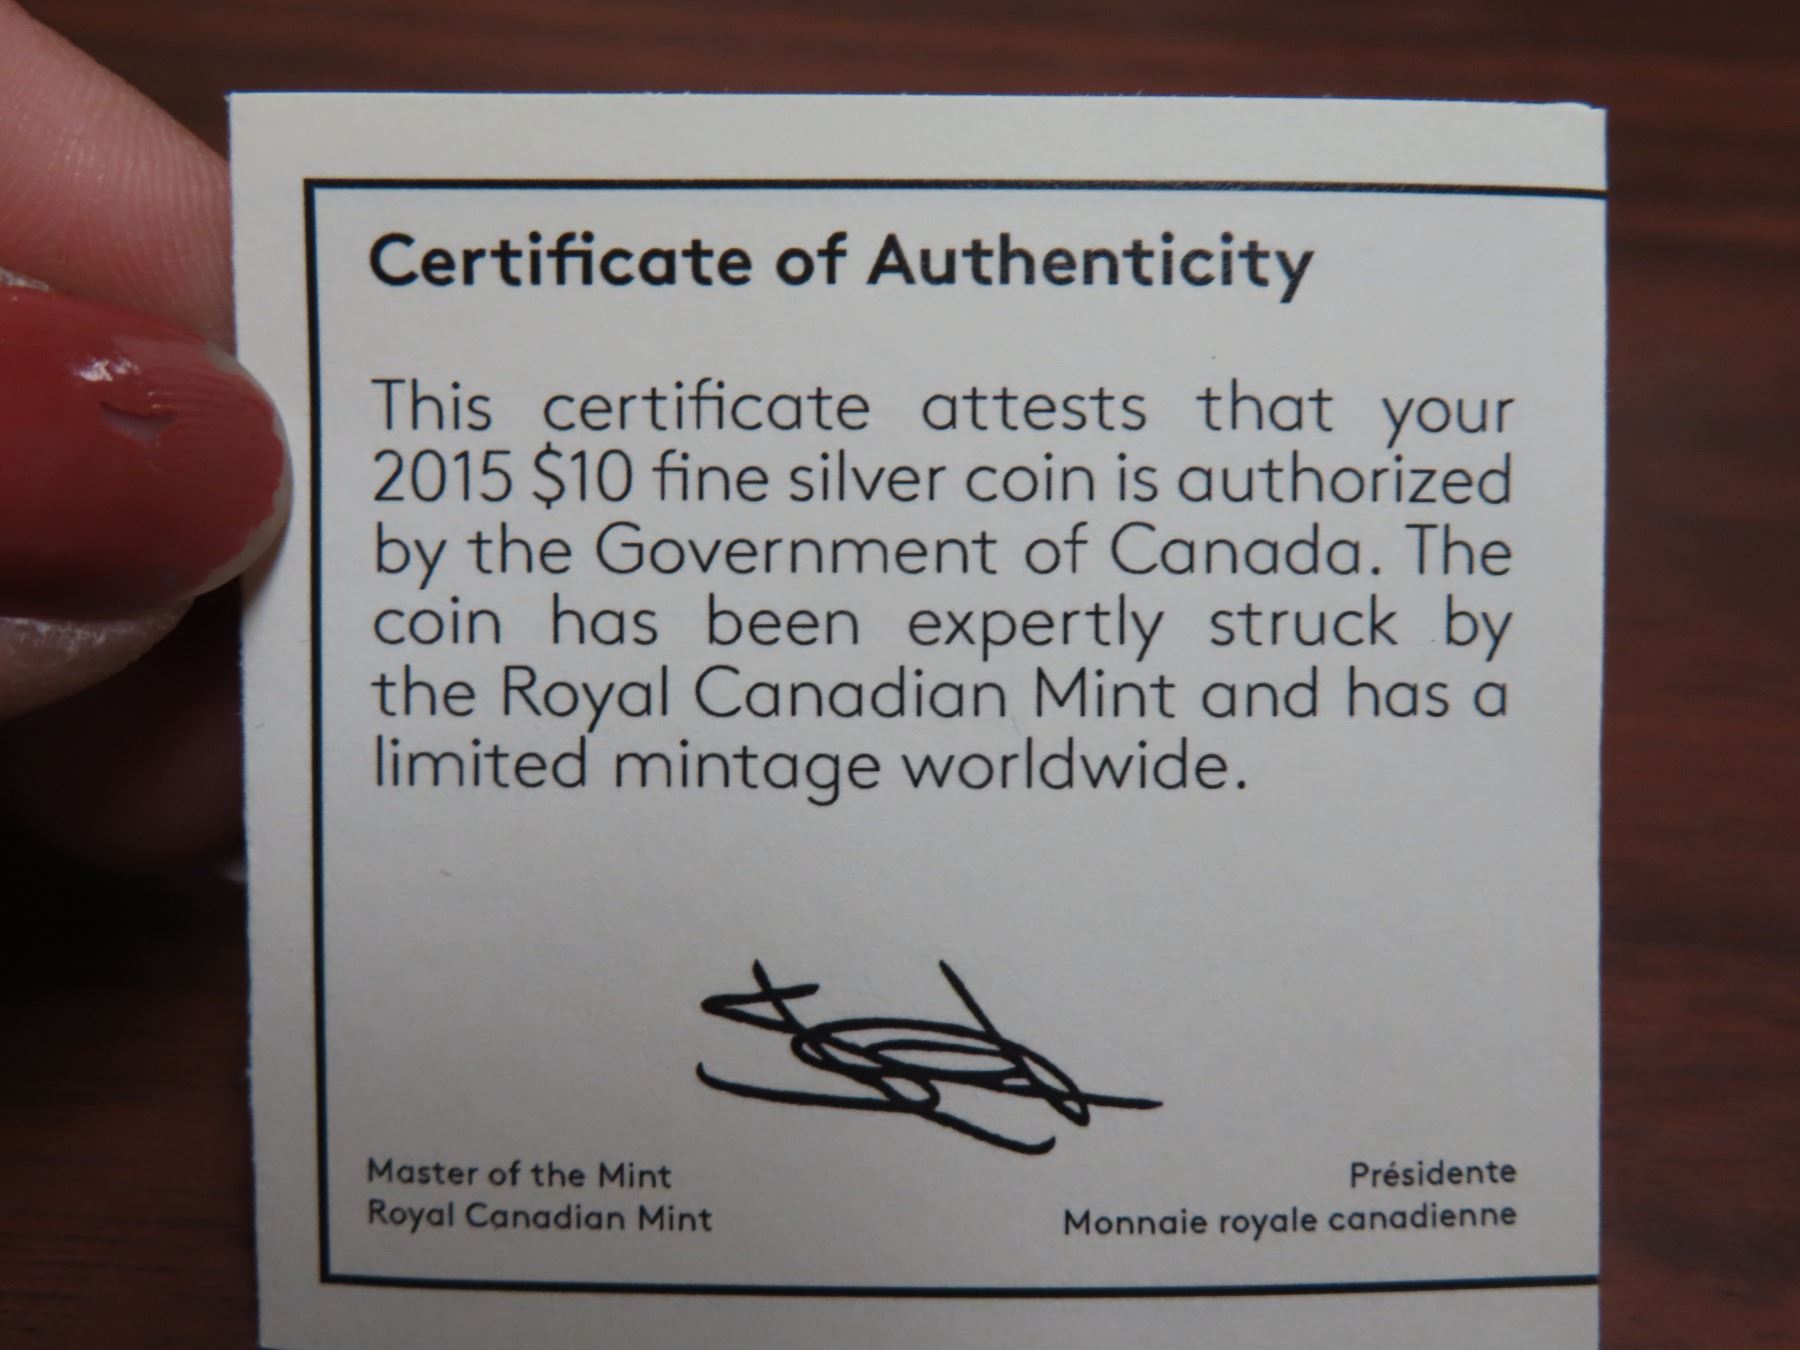 Certificate of Authenticity
This certificate attests that your
2015 $10 fine silver coin is authorized
by the Government of Canada. The
coin has been expertly struck by
the Royal Canadian Mint and has a
limited mintage worldwide.
Master of the Mint
Royal Canadian Mint
Présidente
Monnaie royale canadienne